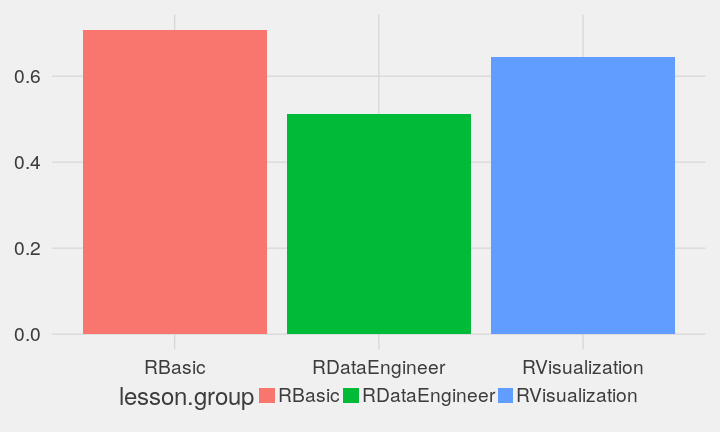 0.6
0.4
0.2
0.0
RBasic RDataEngineer RVisualization
lesson.group RBasic RDataEngineer RVisualization